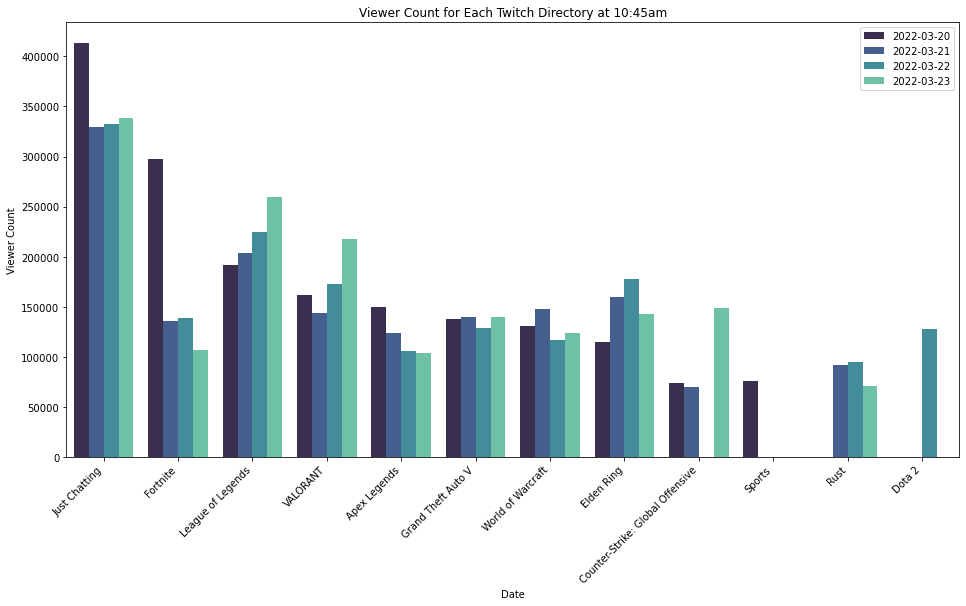 Viewer Count for Each Twitch Directory at 10:45am
2022-03-20
2022-03-21
2022-03-22
2022-03-23
Viewer Count
400000
350000
300000
250000
200000
150000
100000
50000
0
Just Chatting
Fortnite
League of Legends
VALORANT
Apex Legends
Grand Theft Auto V
World of Warcraft
Elden Ring
Counter-Strike: Global Offensive
Sports
Rust
Dota 2
Date